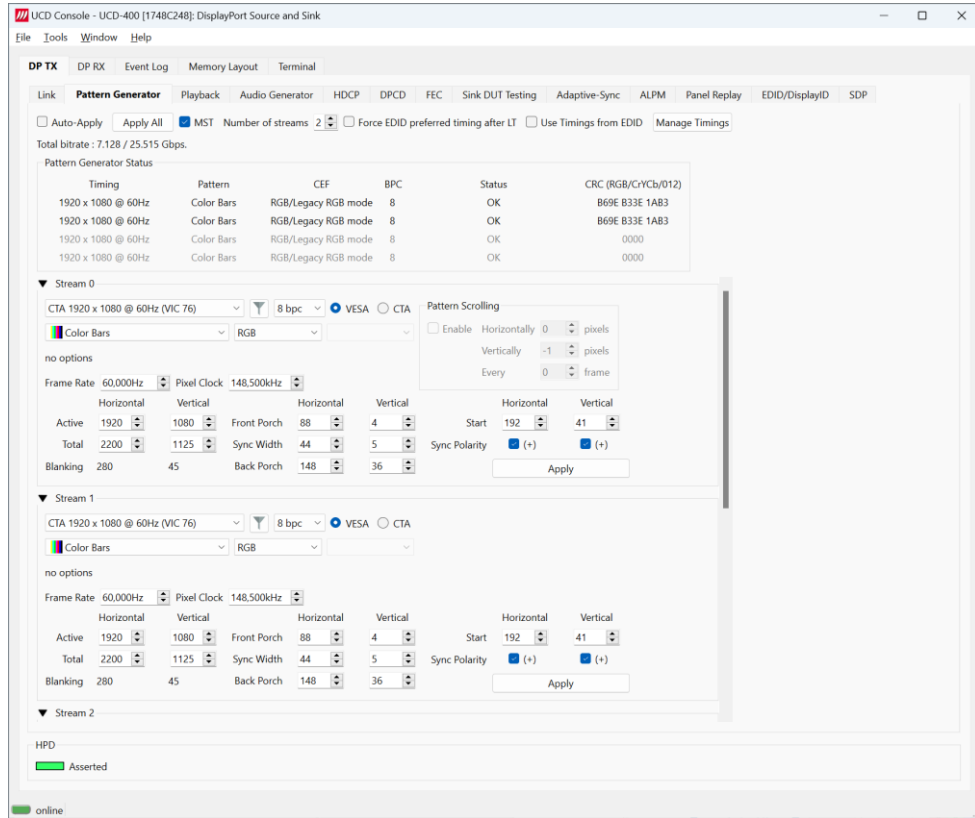 UCD Console - UCD-400 [1748C248]: DisplayPort Source and Sink
File Tools Window Help
DP TX DP RX Event Log Memory Layout Terminal
Link Pattern Generator Playback Audio Generator HDCP DPCD FEC Sink DUT Testing Adaptive-Sync ALPM Panel Replay EDID/DisplayID SDP
Auto-Apply Apply All MST Number of streams 2 Force EDID preferred timing after LT Use Timings from EDID Manage Timings
Total bitrate : 7.128 / 25.515 Gbps.
Pattern Generator Status
Timing Pattern CEF BPC Status CRC (RGB/CrYCb/012)
1920 x 1080 @ 60Hz Color Bars RGB/Legacy RGB mode 8 OK B69E B33E 1AB3
1920 x 1080 @ 60Hz Color Bars RGB/Legacy RGB mode 8 OK B69E B33E 1AB3
1920 x 1080 @ 60Hz Color Bars RGB/Legacy RGB mode 8 OK 0000
1920 x 1080 @ 60Hz Color Bars RGB/Legacy RGB mode 8 OK 0000
Stream 0
CTA 1920 x 1080 @ 60Hz (VIC 76) 8 bpc VESA CTA
Color Bars RGB
no options
Pattern Scrolling
Enable Horizontally 0 pixels
Vertically -1 pixels
Every 0 frame
Frame Rate 60,000Hz Pixel Clock 148,500kHz
Horizontal Vertical Horizontal Vertical Horizontal Vertical
Active 1920 1080 Front Porch 88 4 Start 192 41
Total 2200 1125 Sync Width 44 5 Sync Polarity (+) (+)
Blanking 280 45 Back Porch 148 36 Apply
Stream 1
CTA 1920 x 1080 @ 60Hz (VIC 76) 8 bpc VESA CTA
Color Bars RGB
no options
Frame Rate 60,000Hz Pixel Clock 148,500kHz
Horizontal Vertical Horizontal Vertical Horizontal Vertical
Active 1920 1080 Front Porch 88 4 Start 192 41
Total 2200 1125 Sync Width 44 5 Sync Polarity (+) (+)
Blanking 280 45 Back Porch 148 36 Apply
Stream 2
HPD
Asserted
online